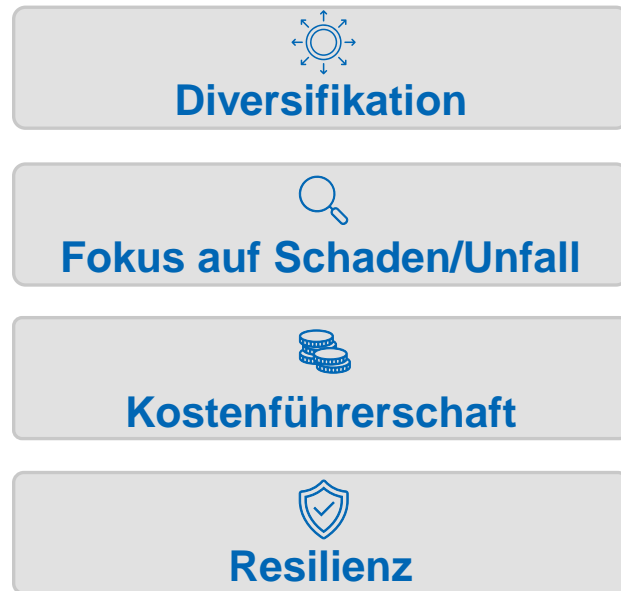 Diversifikation
Fokus auf Schaden/Unfall
Kostenführerschaft
Resilienz